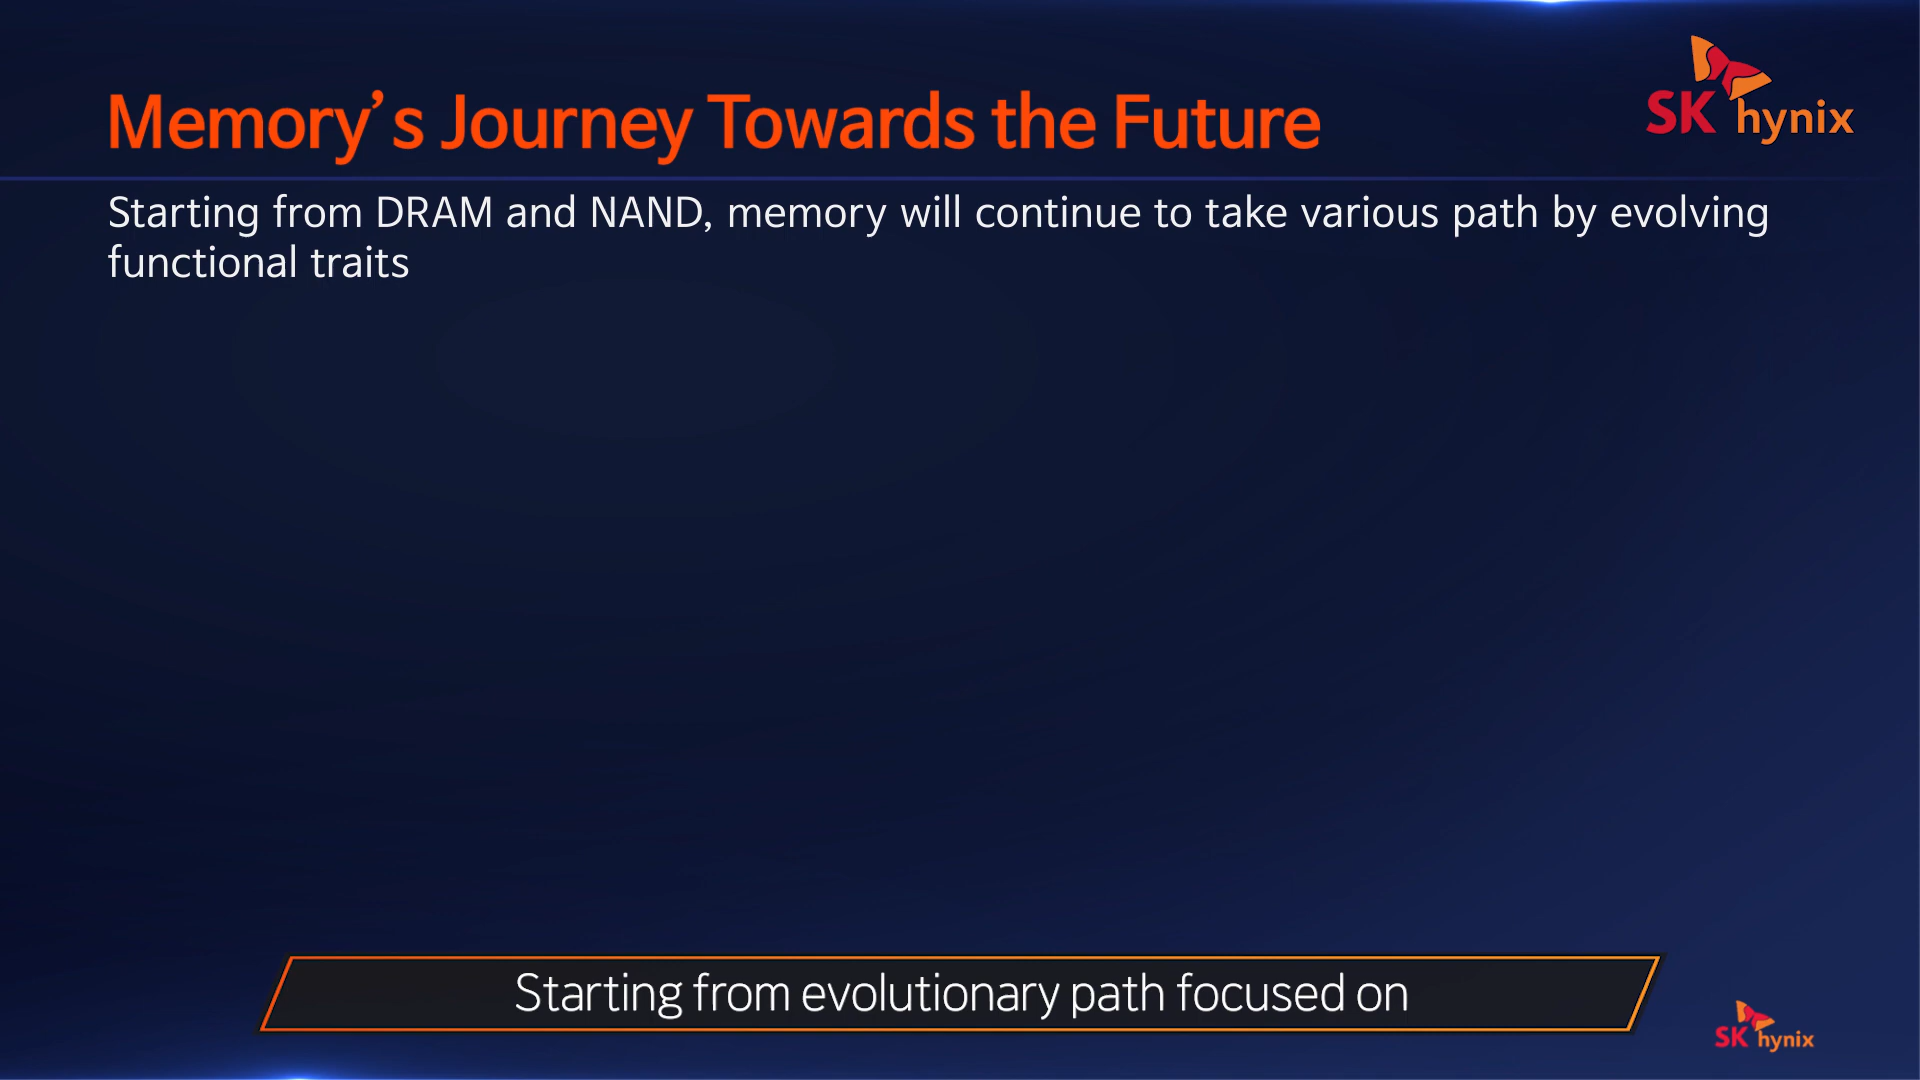 Memory’s Journey Towards the Future
SK hynix
Starting from DRAM and NAND, memory will continue to take various path by evolving
functional traits
Starting from evolutionary path focused on
SK hynix